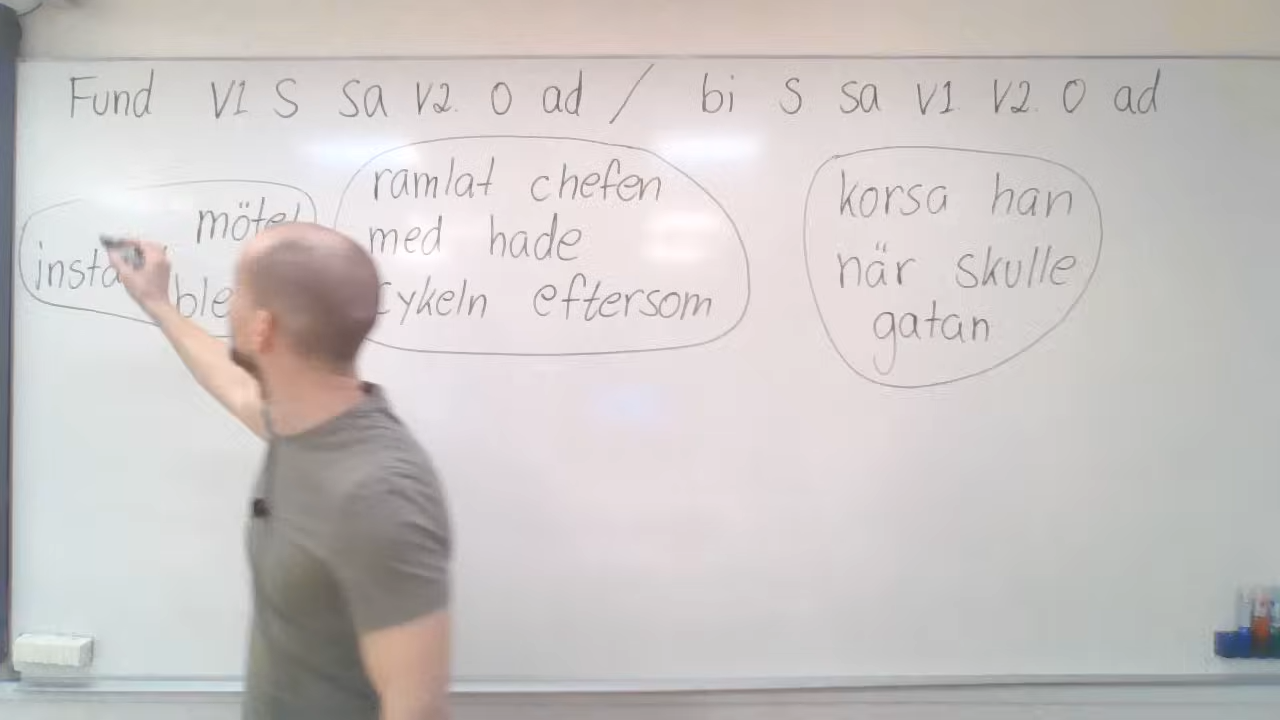 Fund V1 S sa V2. O ad / bi S sa V1 V2. O ad
ramlat chefen
med hade
cykeln eftersom
korsa han
när skulle
gatan